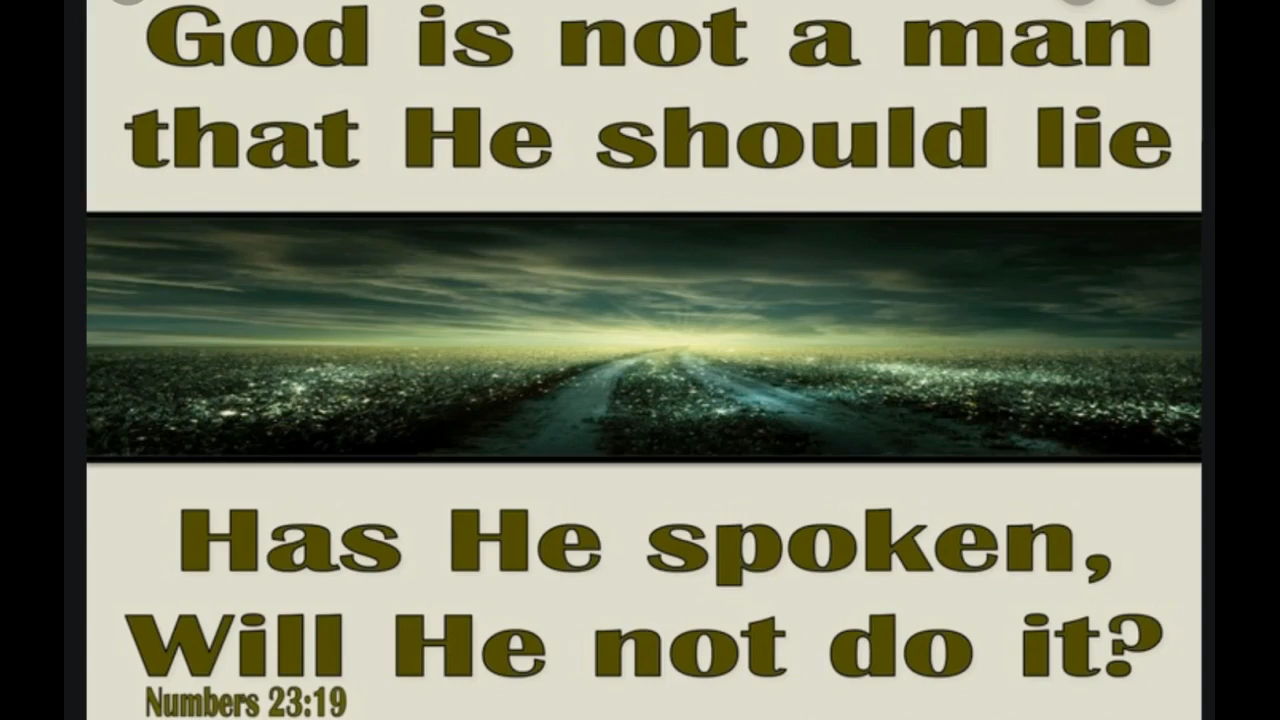 God is not a man
that He should lie
Has He spoken,
Will He not do it?
Numbers 23:19